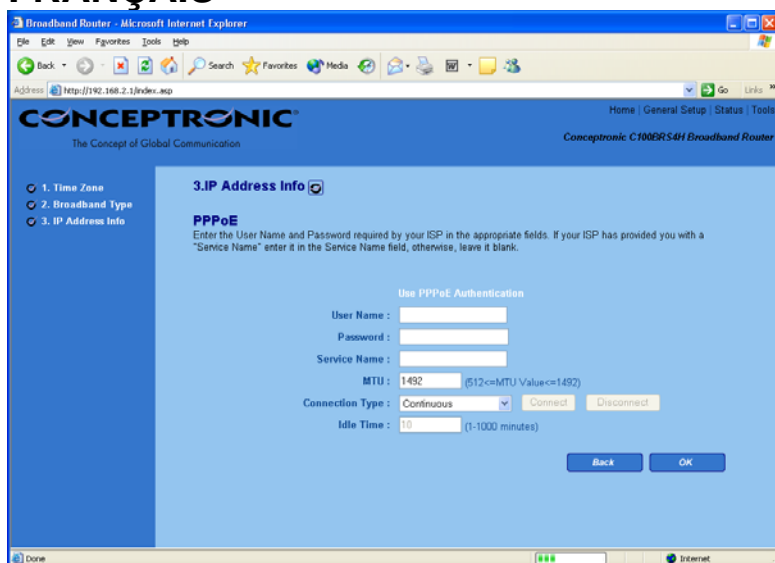 FRANÇAIS
Broadband Router - Microsoft Internet Explorer
File Edit View Favorites Tools Help
Back Search Favorites Media
Address http://192.168.2.1/index.asp Go Links »
CONCEPTRONIC®
The Concept of Global Communication
Home | General Setup | Status | Tools
Conceptronic C100BRS4H Broadband Router
1. Time Zone
2. Broadband Type
3. IP Address Info
3.IP Address Info
PPPoE
Enter the User Name and Password required by your ISP in the appropriate fields. If your ISP has provided you with a
"Service Name" enter it in the Service Name field, otherwise, leave it blank.
Use PPPoE Authentication
User Name :
Password :
Service Name :
MTU : 1492 (512<=MTU Value<=1492)
Connection Type : Continuous Connect Disconnect
Idle Time : 10 (1-1000 minutes)
Back OK
Done Internet